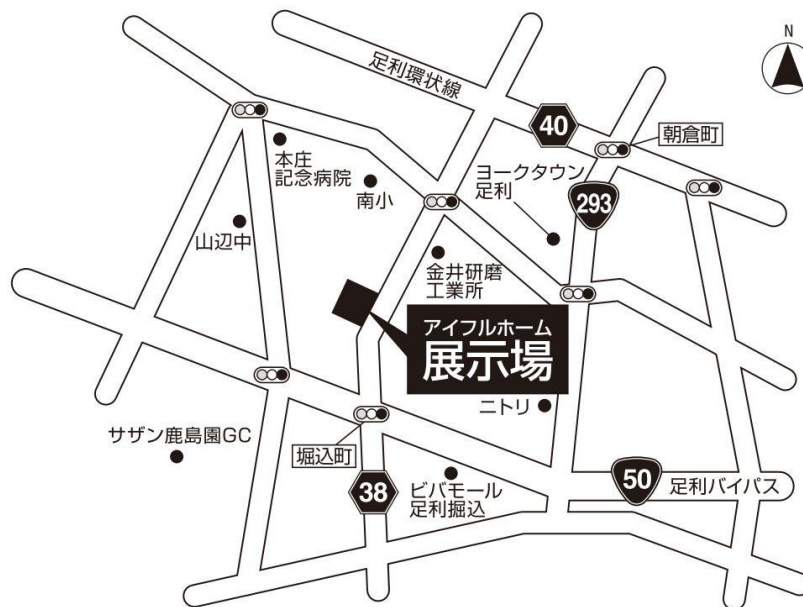 N
足利環状線
40
朝倉町
本庄
記念病院
ヨークタウン
足利
南小
293
山辺中
金井研磨
工業所
アイフルホーム
展示場
ニトリ
サザン鹿島園GC
堀込町
38
ビバモール
足利堀込
50
足利バイパス